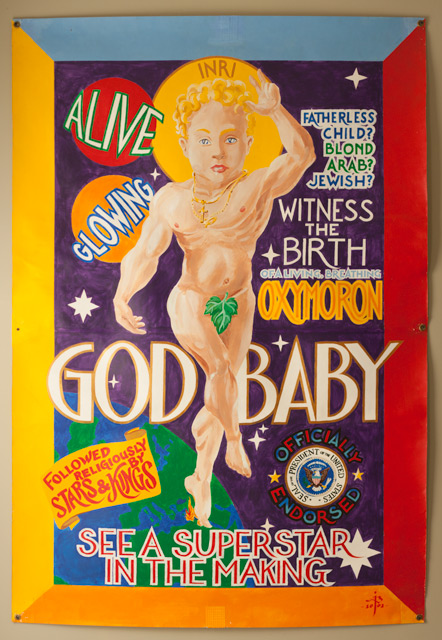 INRI
ALIVE
GLOWING
FATHERLESS
CHILD?
BLOND
ARAB?
JEWISH?
WITNESS
THE
BIRTH
OF A LIVING, BREATHING
OXYMORON
GOD BABY
FOLLOWED
RELIGIOUSLY
BY
STARS & KONGS
OFFICIALLY
SEAL OF THE PRESIDENT OF THE UNITED STATES
ENDORSED
SEE A SUPERSTAR
IN THE MAKING